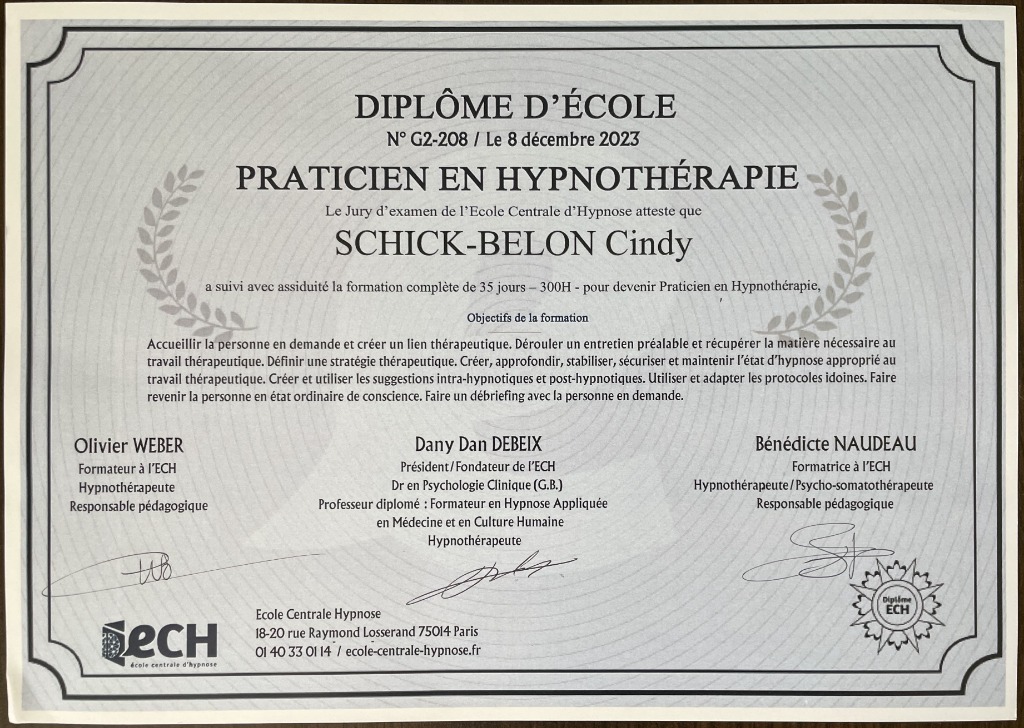 DIPLÔME D'ÉCOLE
N° G2-208 / Le 8 décembre 2023
PRATICIEN EN HYPNOTHÉRAPIE
Le Jury d'examen de l'Ecole Centrale d'Hypnose atteste que
SCHICK-BELON Cindy
a suivi avec assiduité la formation complète de 35 jours – 300H - pour devenir Praticien en Hypnothérapie,
Objectifs de la formation
Accueillir la personne en demande et créer un lien thérapeutique. Dérouler un entretien préalable et récupérer la matière nécessaire au
travail thérapeutique. Définir une stratégie thérapeutique. Créer, approfondir, stabiliser, sécuriser et maintenir l'état d'hypnose approprié au
travail thérapeutique. Créer et utiliser les suggestions intra-hypnotiques et post-hypnotiques. Utiliser et adapter les protocoles idoines. Faire
revenir la personne en état ordinaire de conscience. Faire un débriefing avec la personne en demande.
Olivier WEBER
Formateur à l'ECH
Hypnothérapeute
Responsable pédagogique
Dany Dan DEBEIX
Président/Fondateur de l'ECH
Dr en Psychologie Clinique (G.B.)
Professeur diplomé : Formateur en Hypnose Appliquée
en Médecine et en Culture Humaine
Hypnothérapeute
Bénédicte NAUDEAU
Formatrice à l'ECH
Hypnothérapeute/Psycho-somatothérapeute
Responsable pédagogique
ECH
école centrale d'hypnose
Ecole Centrale Hypnose
18-20 rue Raymond Losserand 75014 Paris
01 40 33 01 14 / ecole-centrale-hypnose.fr
Diplôme
ECH